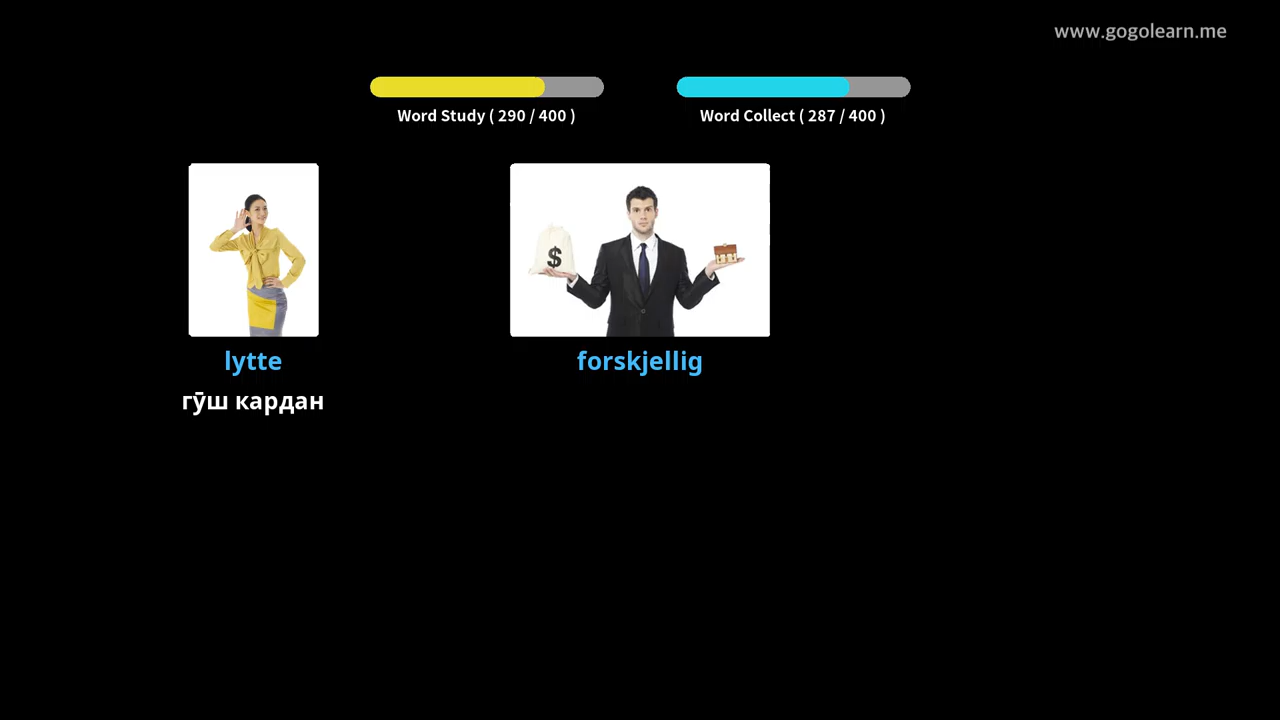 www.gogolearn.me
Word Study ( 290 / 400 )
Word Collect ( 287 / 400 )
$
lytte
forskjellig
гӯш кардан